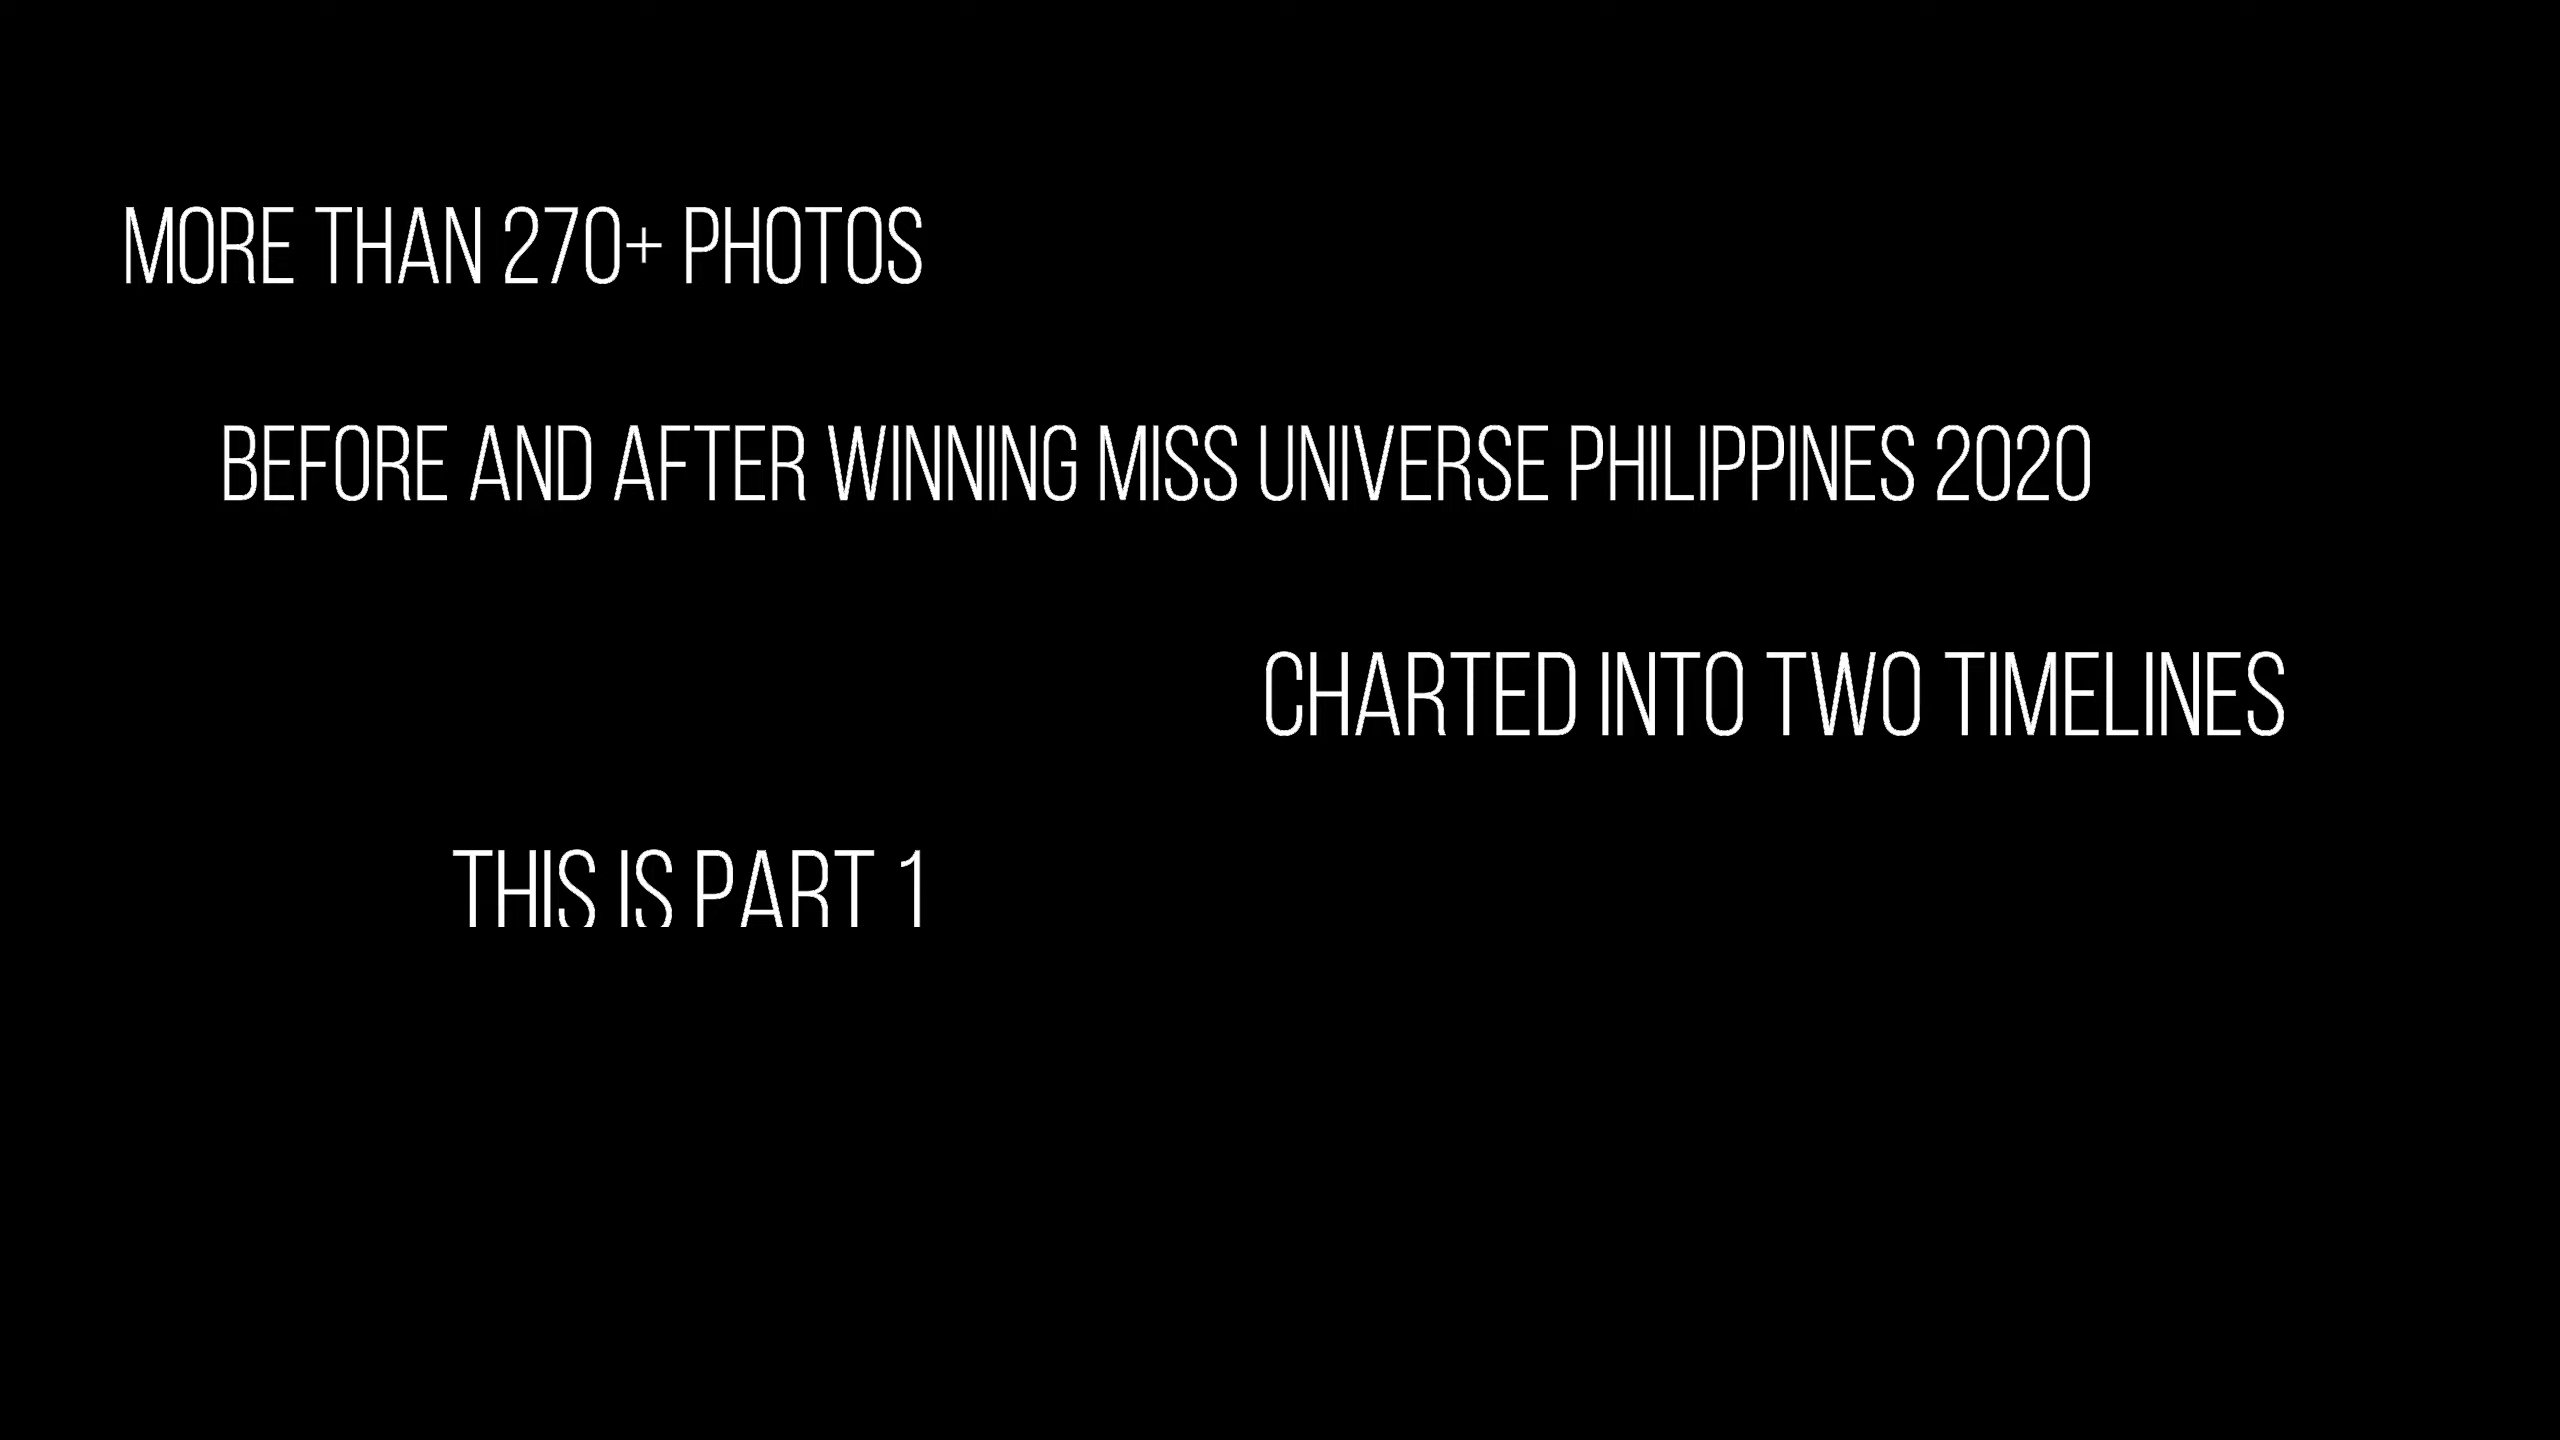 MORE THAN 270+ PHOTOS
BEFORE AND AFTER WINNING MISS UNIVERSE PHILIPPINES 2020
CHARTED INTO TWO TIMELINES
THIS IS PART 1